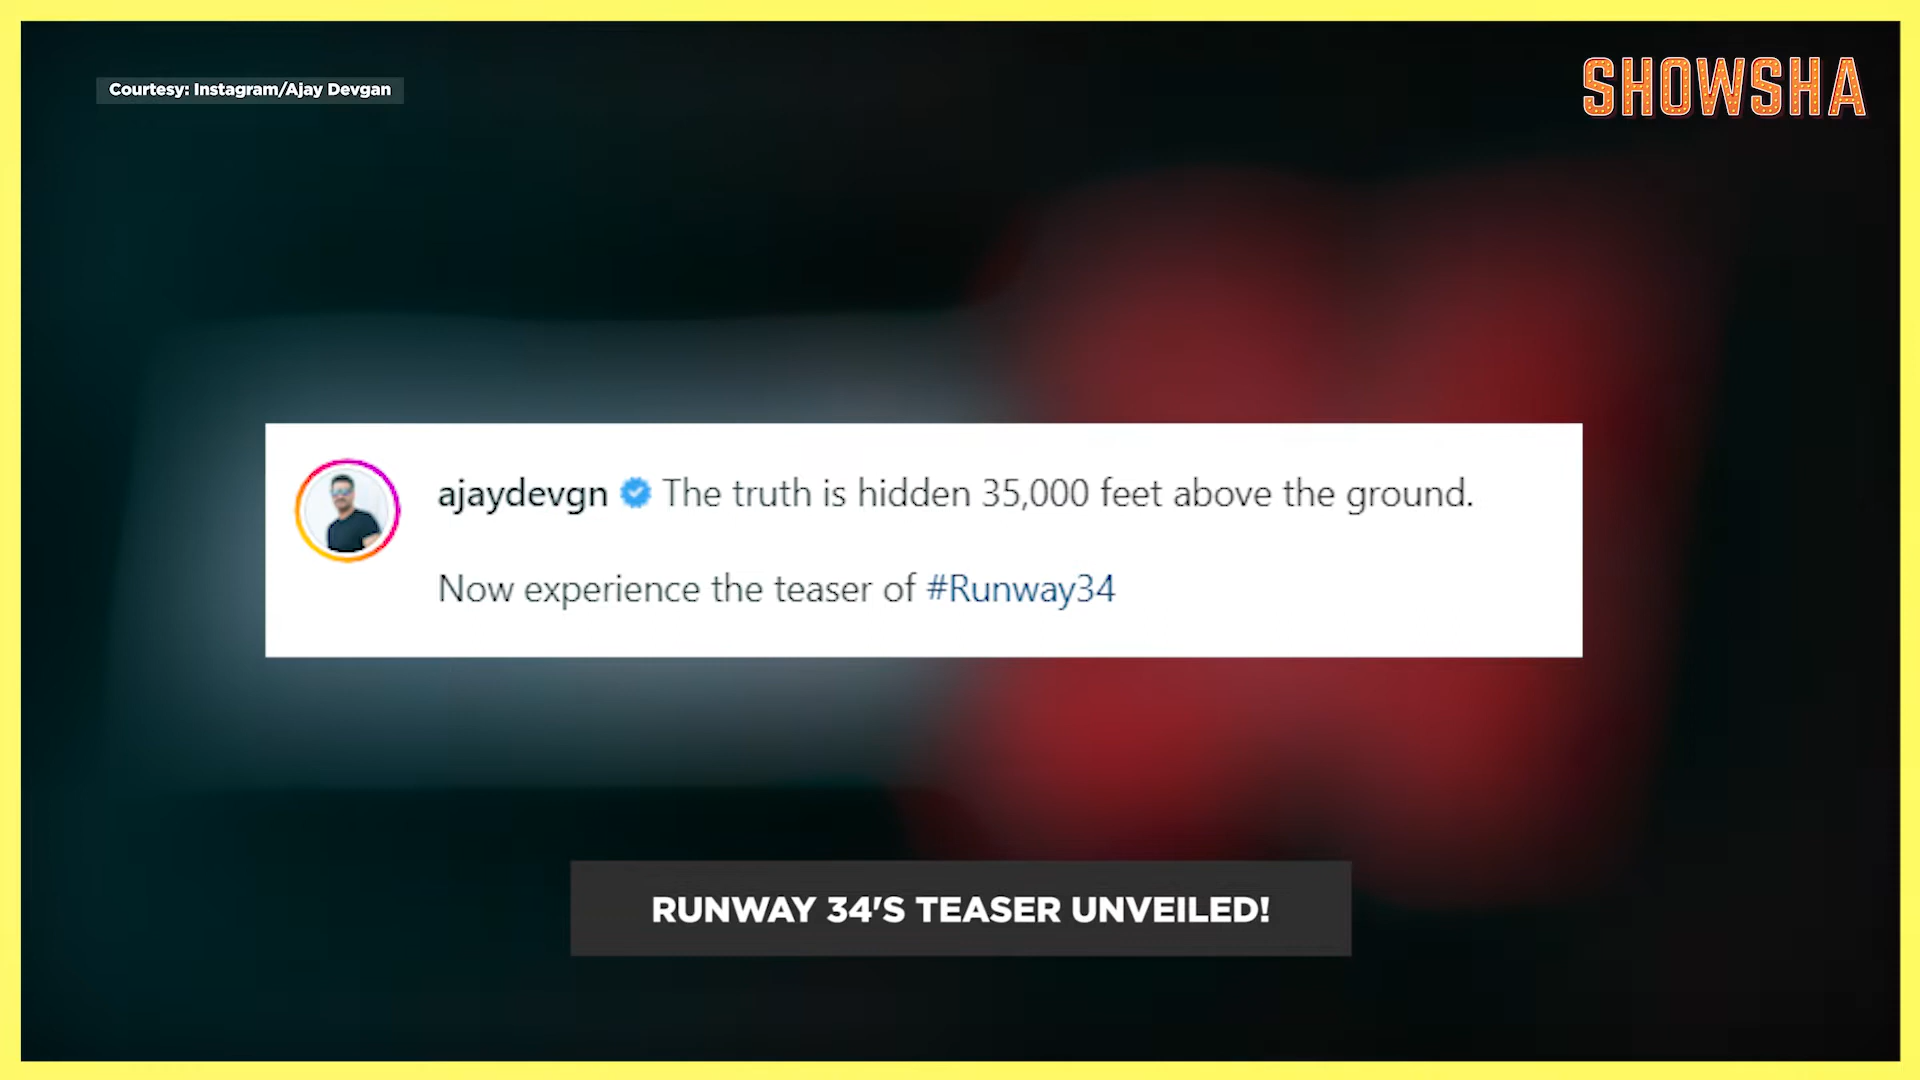 Courtesy: Instagram/Ajay Devgan
SHOWSHA
ajaydevgn The truth is hidden 35,000 feet above the ground.
Now experience the teaser of #Runway34
RUNWAY 34'S TEASER UNVEILED!